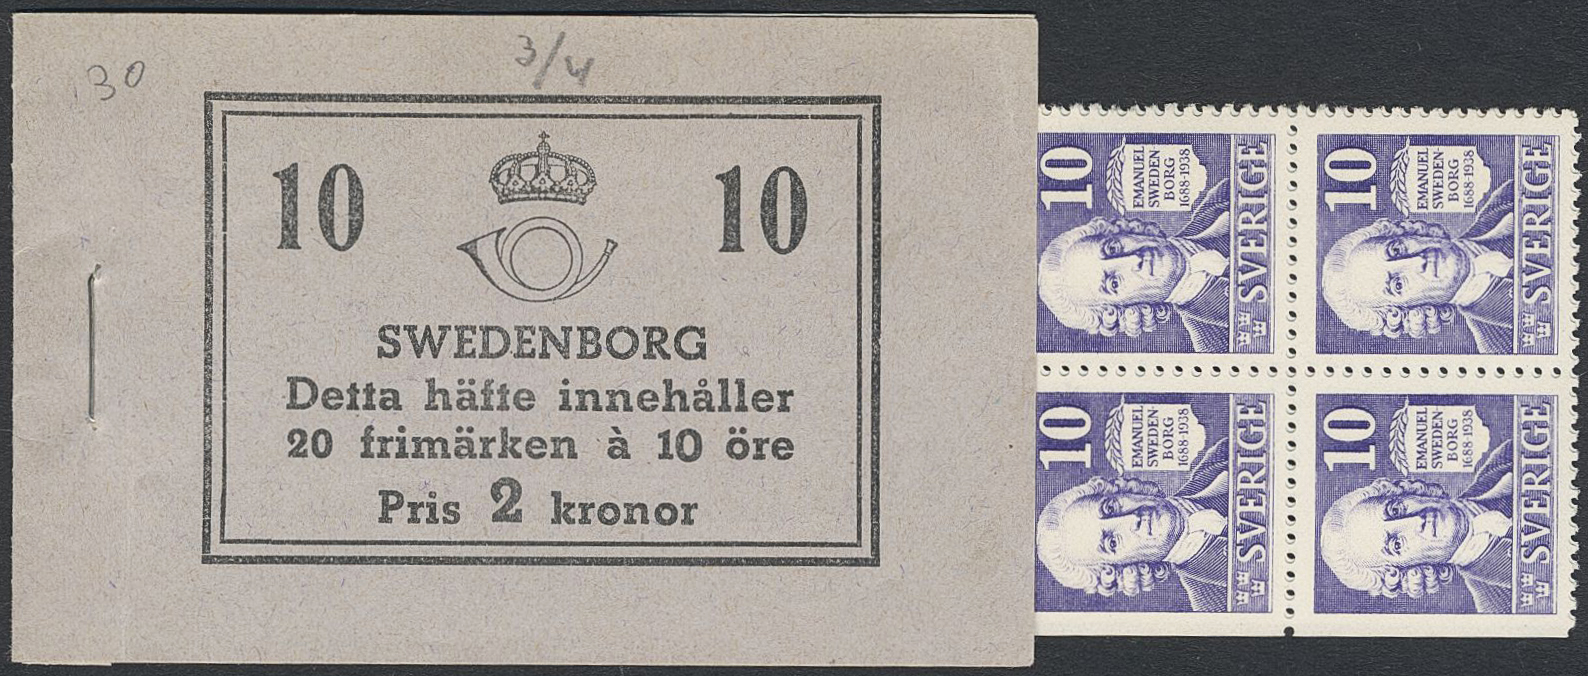 30
3/4
10 10
SWEDENBORG
Detta häfte innehåller
20 frimärken à 10 öre
Pris 2 kronor
10
EMANUEL
SWEDEN-
BORG
1688-1938
SVERIGE
10
EMANUEL
SWEDEN-
BORG
1688-1938
SVERIGE
10
EMANUEL
SWEDEN-
BORG
1688-1938
SVERIGE
10
EMANUEL
SWEDEN-
BORG
1688-1938
SVERIGE